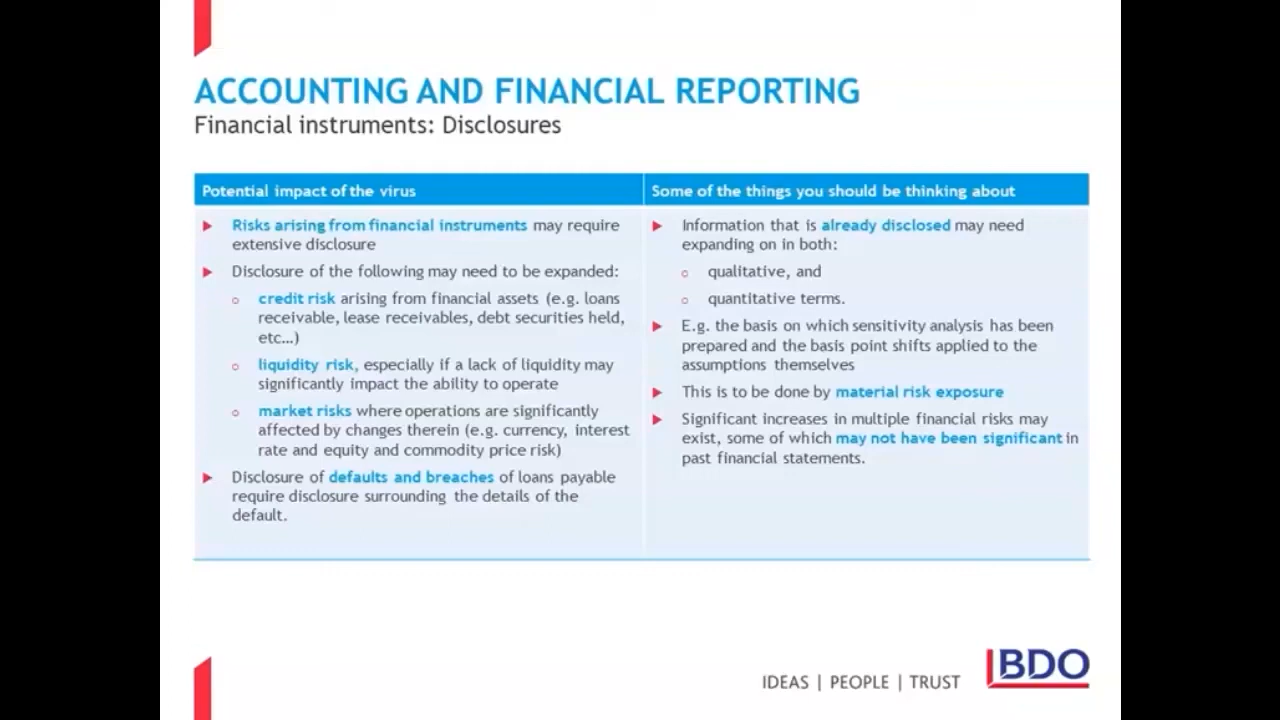 ACCOUNTING AND FINANCIAL REPORTING
Financial instruments: Disclosures
Potential impact of the virus
▶ Risks arising from financial instruments may require
extensive disclosure
▶ Disclosure of the following may need to be expanded:
o credit risk arising from financial assets (e.g. loans
receivable, lease receivables, debt securities held,
etc…)
o liquidity risk, especially if a lack of liquidity may
significantly impact the ability to operate
o market risks where operations are significantly
affected by changes therein (e.g. currency, interest
rate and equity and commodity price risk)
▶ Disclosure of defaults and breaches of loans payable
require disclosure surrounding the details of the
default.
Some of the things you should be thinking about
▶ Information that is already disclosed may need
expanding on in both:
o qualitative, and
o quantitative terms.
▶ E.g. the basis on which sensitivity analysis has been
prepared and the basis point shifts applied to the
assumptions themselves
▶ This is to be done by material risk exposure
▶ Significant increases in multiple financial risks may
exist, some of which may not have been significant in
past financial statements.
IDEAS | PEOPLE | TRUST
BDO